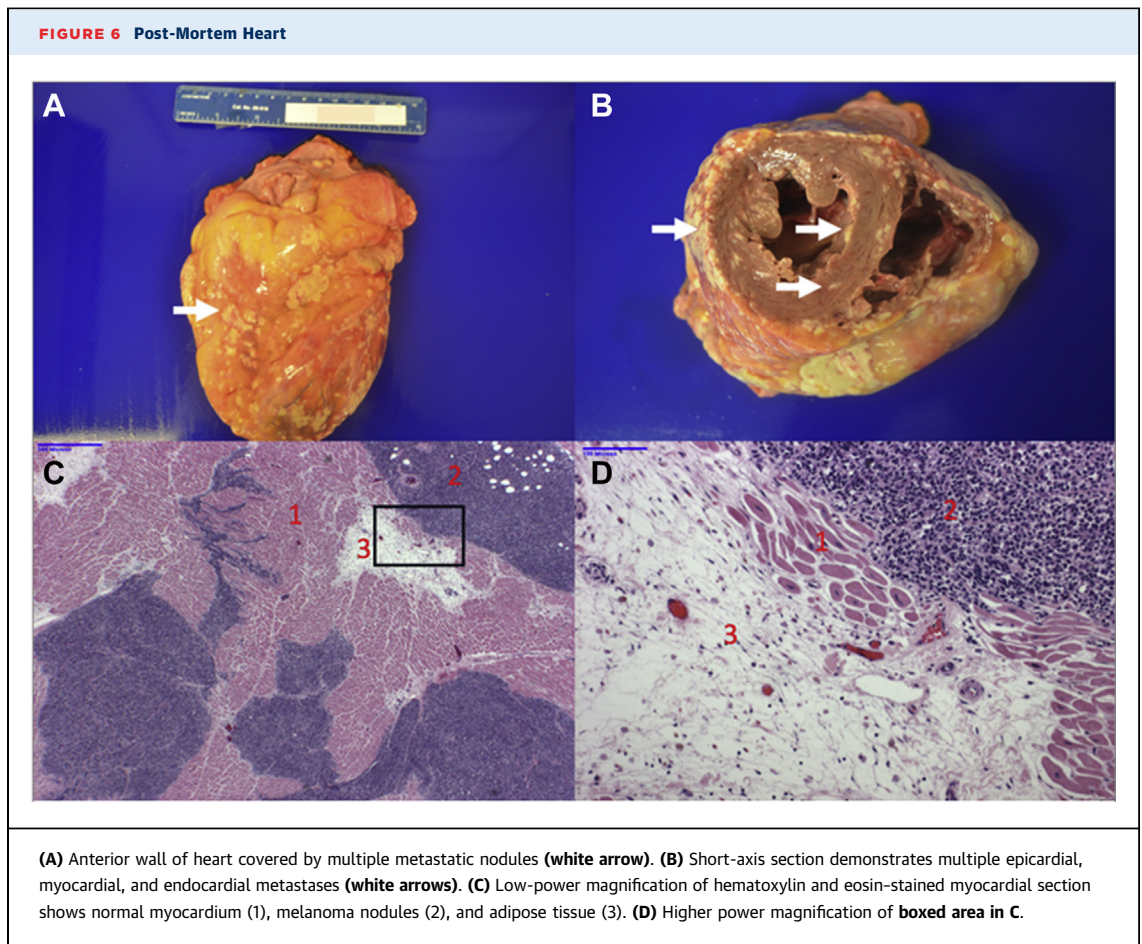 FIGURE 6 Post-Mortem Heart
A
B
C
1
2
3
D
1
2
3
(A) Anterior wall of heart covered by multiple metastatic nodules (white arrow). (B) Short-axis section demonstrates multiple epicardial,
myocardial, and endocardial metastases (white arrows). (C) Low-power magnification of hematoxylin and eosin–stained myocardial section
shows normal myocardium (1), melanoma nodules (2), and adipose tissue (3). (D) Higher power magnification of boxed area in C.